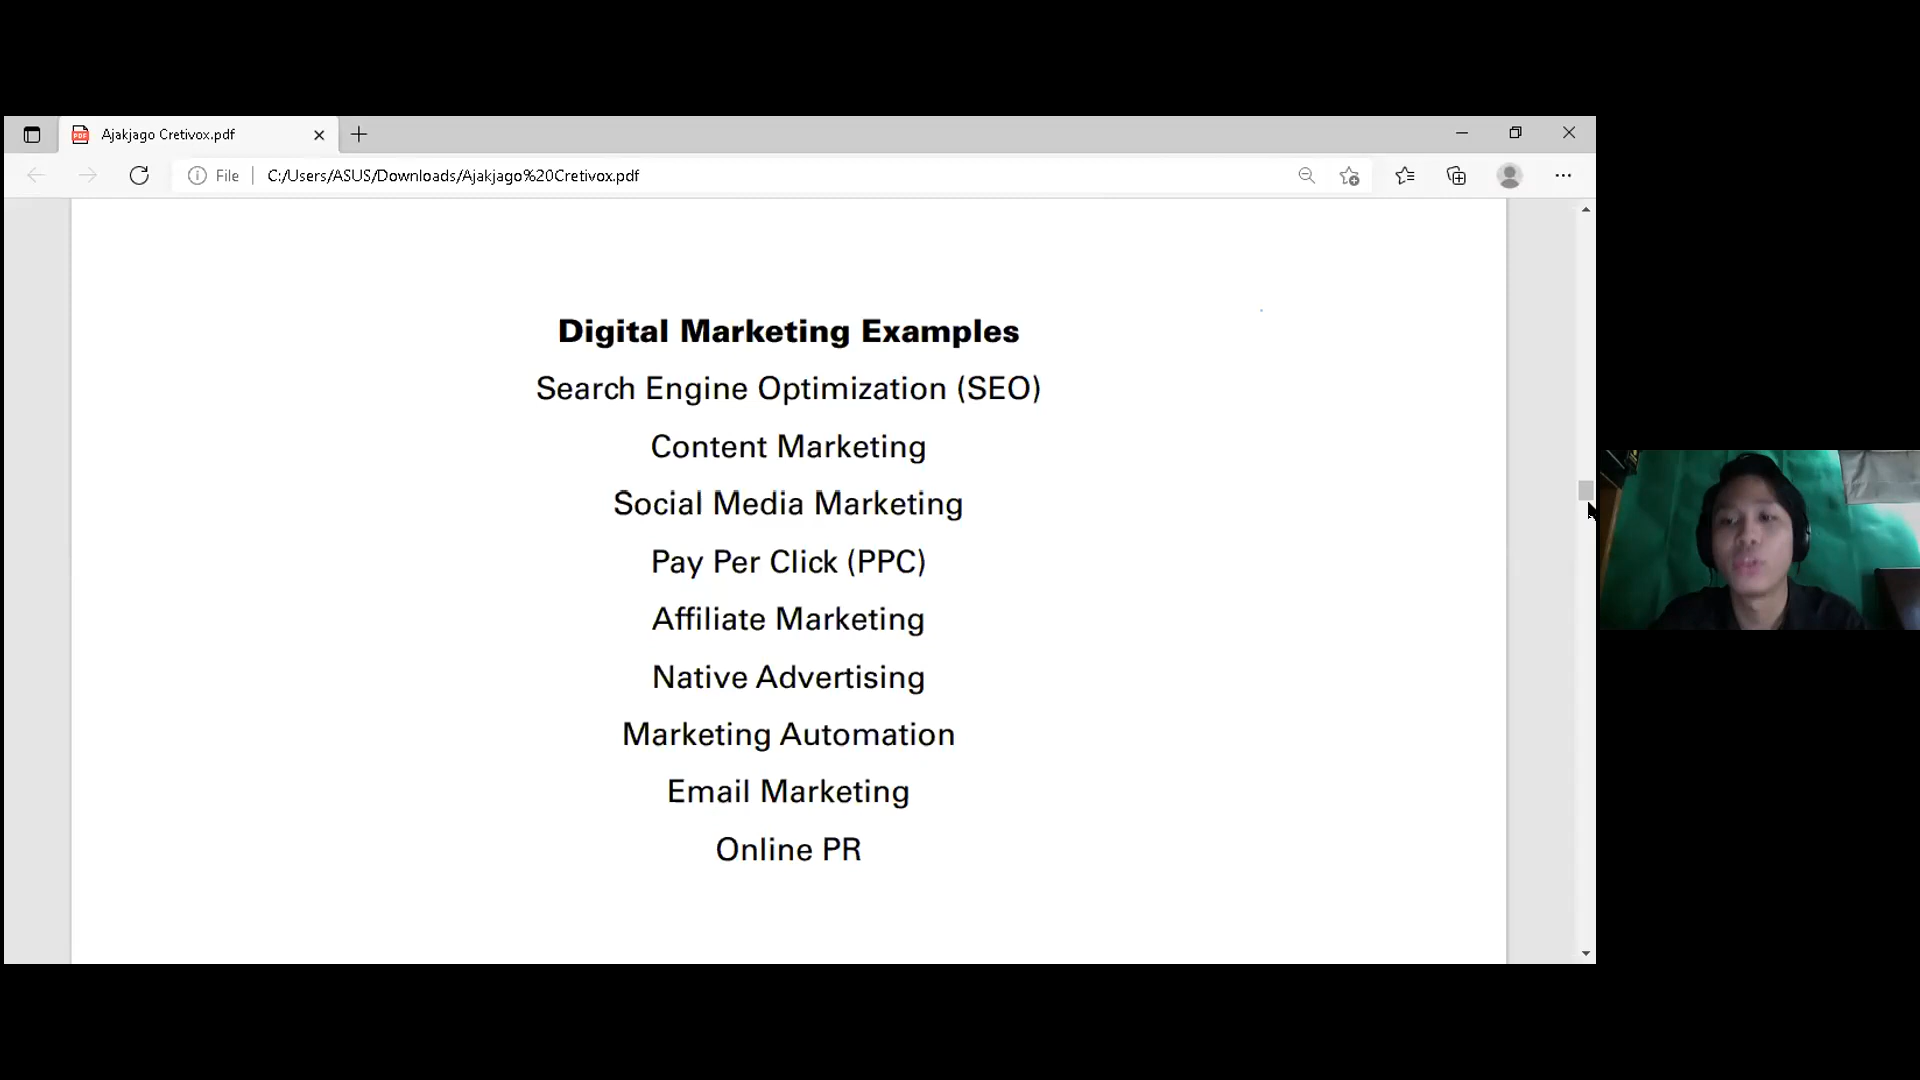 Ajakjago Cretivox.pdf
File C:/Users/ASUS/Downloads/Ajakjago%20Cretivox.pdf
Digital Marketing Examples
Search Engine Optimization (SEO)
Content Marketing
Social Media Marketing
Pay Per Click (PPC)
Affiliate Marketing
Native Advertising
Marketing Automation
Email Marketing
Online PR